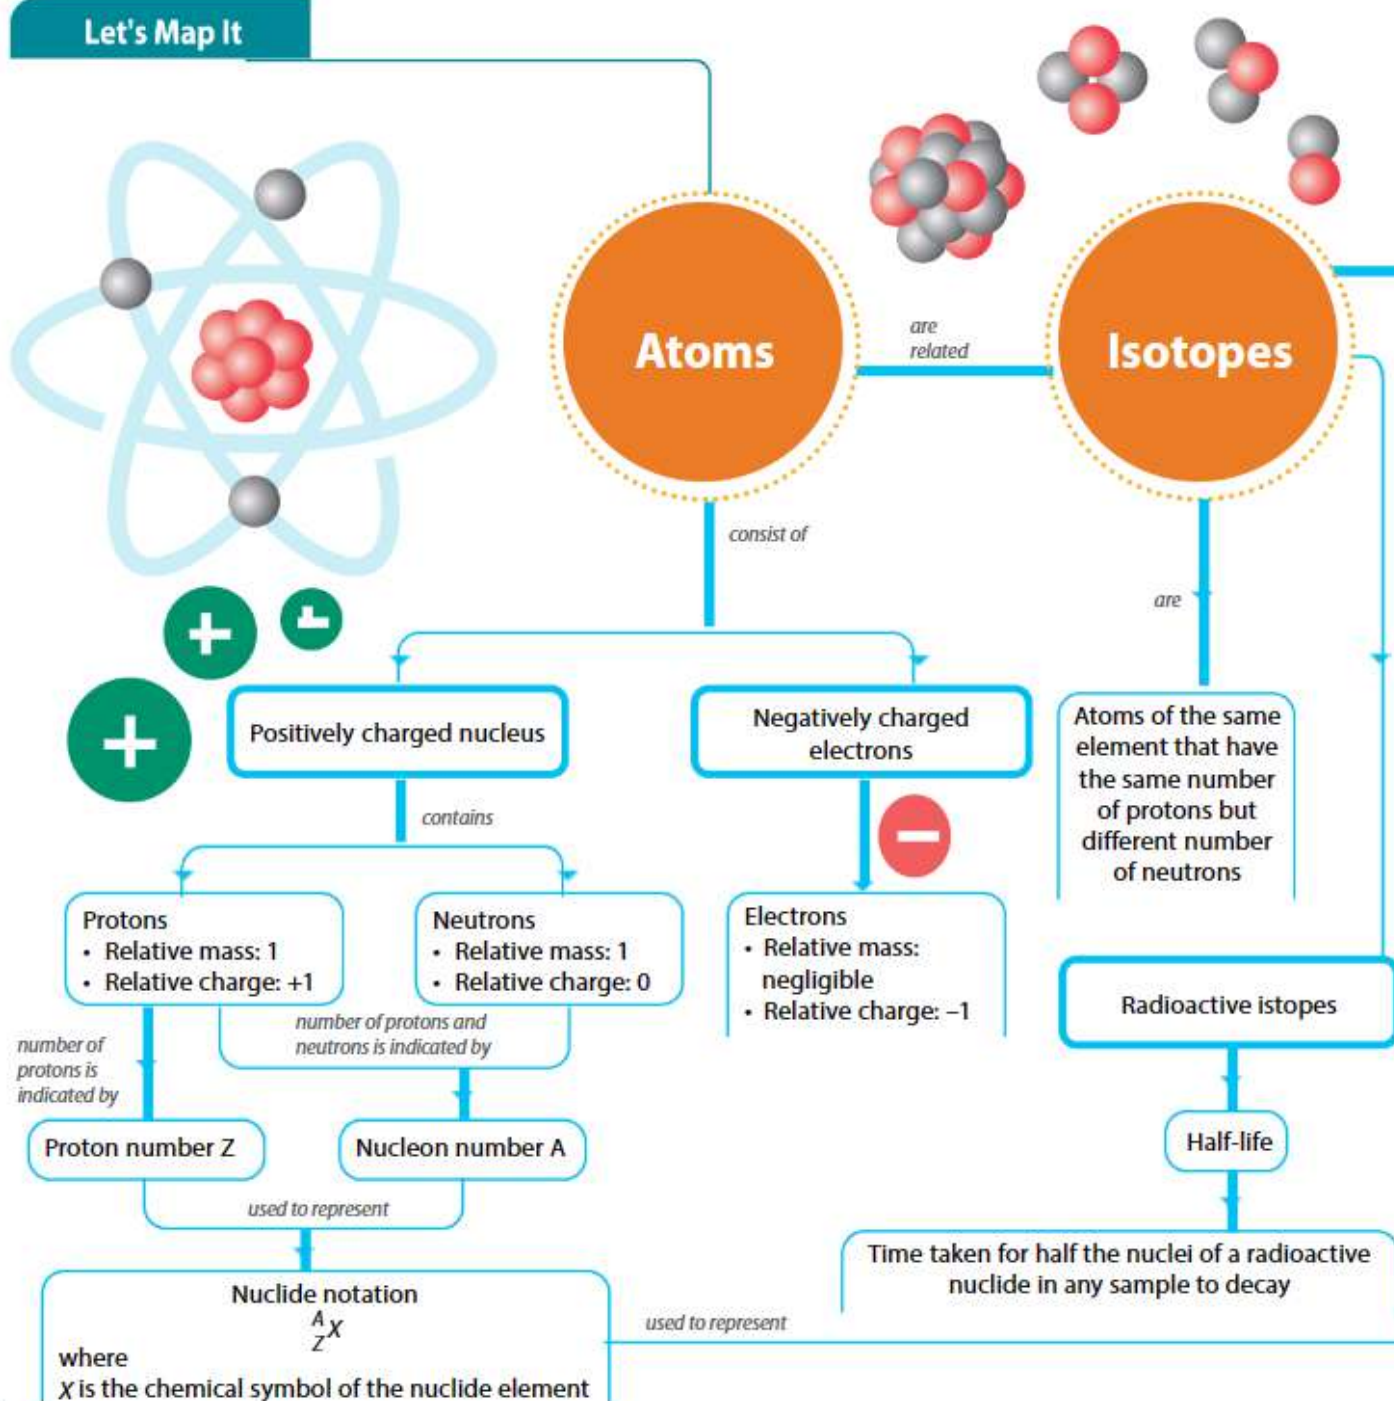 Let's Map It
Atoms
are
related
Isotopes
consist of
are
Positively charged nucleus
Negatively charged
electrons
Atoms of the same
element that have
the same number
of protons but
different number
of neutrons
contains
Protons
• Relative mass: 1
• Relative charge: +1
Neutrons
• Relative mass: 1
• Relative charge: 0
Electrons
• Relative mass:
negligible
• Relative charge: –1
Radioactive istopes
number of
protons is
indicated by
number of protons and
neutrons is indicated by
Proton number Z
Nucleon number A
Half-life
used to represent
Time taken for half the nuclei of a radioactive
nuclide in any sample to decay
Nuclide notation
A
Z X
where
X is the chemical symbol of the nuclide element
used to represent